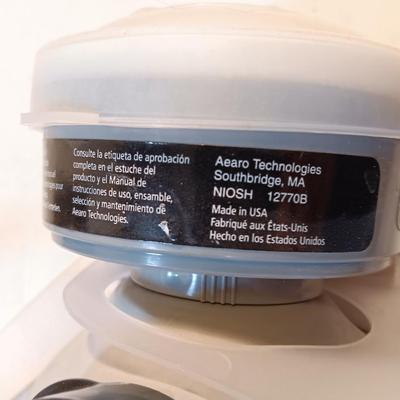 Consulte la etiqueta de aprobación
completa en el estuche del
producto y el Manual de
instrucciones de uso, ensamble,
selección y mantenimiento de
Aearo Technologies.
Aearo Technologies
Southbridge, MA
NIOSH 12770B
Made in USA
Fabriqué aux États-Unis
Hecho en los Estados Unidos